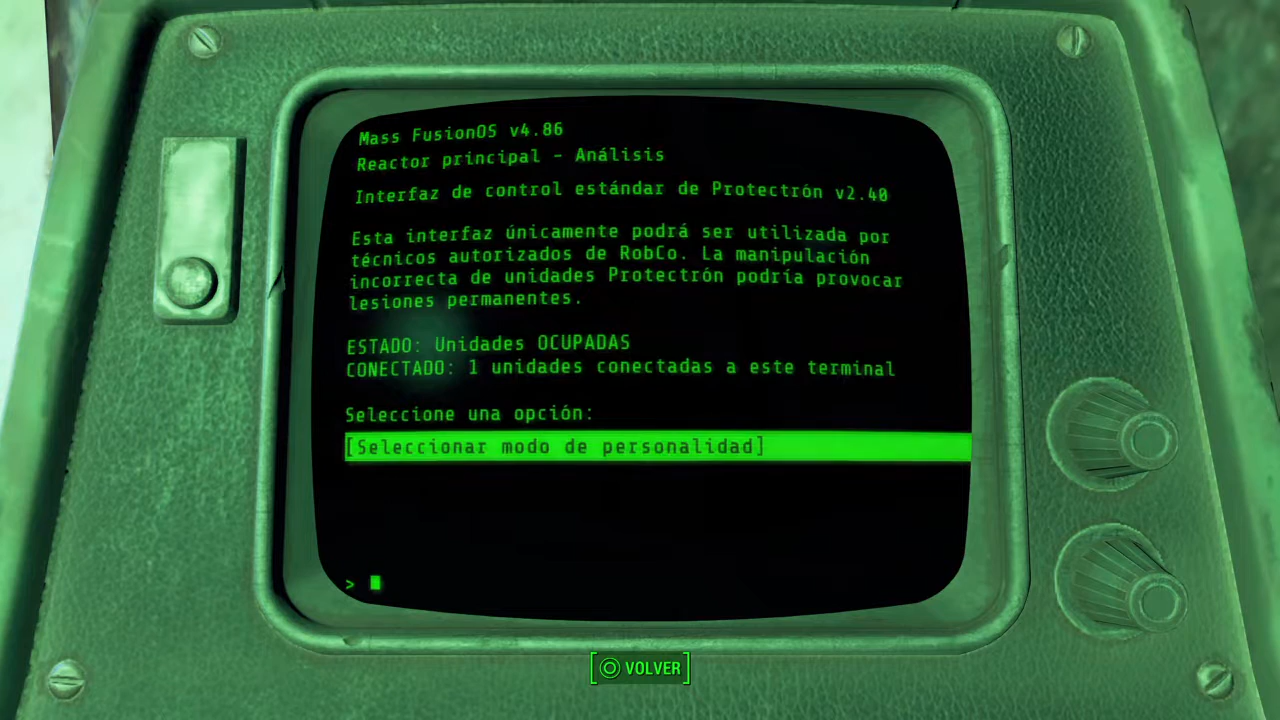 Mass FusionOS v4.86
Reactor principal - Análisis
Interfaz de control estándar de Protectrón v2.40
Esta interfaz únicamente podrá ser utilizada por
técnicos autorizados de RobCo. La manipulación
incorrecta de unidades Protectrón podría provocar
lesiones permanentes.
ESTADO: Unidades OCUPADAS
CONECTADO: 1 unidades conectadas a este terminal
Seleccione una opción:
[Seleccionar modo de personalidad]
>
[ VOLVER]